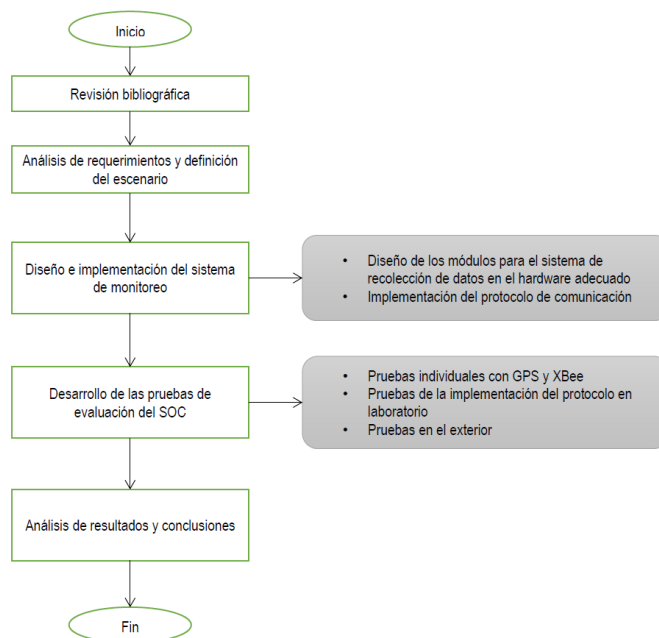 Inicio
Revisión bibliográfica
Análisis de requerimientos y definición
del escenario
Diseño e implementación del sistema
de monitoreo
• Diseño de los módulos para el sistema de
recolección de datos en el hardware adecuado
• Implementación del protocolo de comunicación
Desarrollo de las pruebas de
evaluación del SOC
• Pruebas individuales con GPS y XBee
• Pruebas de la implementación del protocolo en
laboratorio
• Pruebas en el exterior
Análisis de resultados y conclusiones
Fin